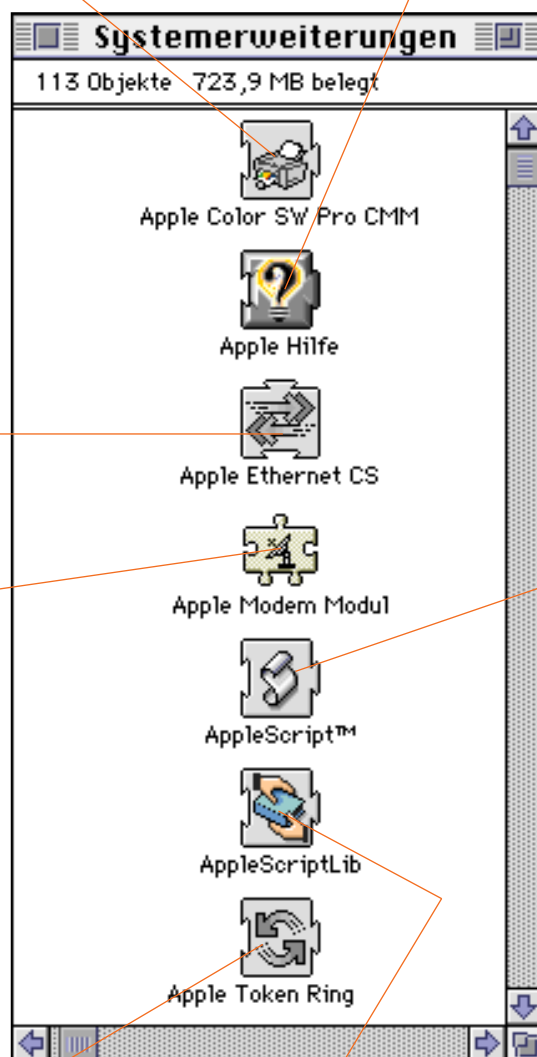 Systemerweiterungen
113 Objekte 723,9 MB belegt
Apple Color SW Pro CMM
Apple Hilfe
Apple Ethernet CS
Apple Modem Modul
AppleScript™
AppleScriptLib
Apple Token Ring